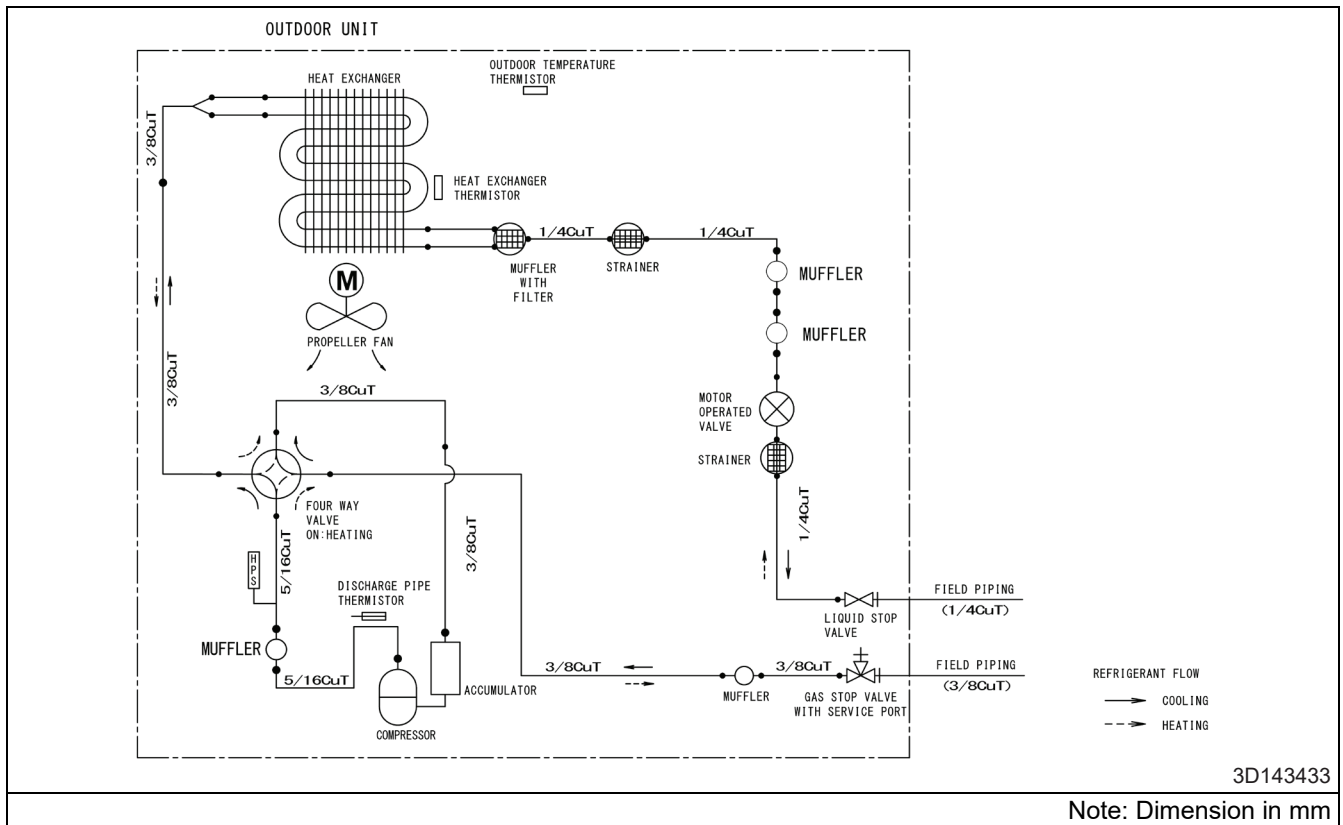 OUTDOOR UNIT
OUTDOOR TEMPERATURE
THERMISTOR
HEAT EXCHANGER
3/8CuT
HEAT EXCHANGER
THERMISTOR
1/4CuT
1/4CuT
MUFFLER
WITH
FILTER
STRAINER
MUFFLER
M
MUFFLER
PROPELLER FAN
3/8CuT
3/8CuT
MOTOR
OPERATED
VALVE
STRAINER
FOUR WAY
VALVE
ON:HEATING
1/4CuT
3/8CuT
5/16CuT
HPS
DISCHARGE PIPE
THERMISTOR
FIELD PIPING
(1/4CuT)
LIQUID STOP
VALVE
MUFFLER
5/16CuT
ACCUMULATOR
COMPRESSOR
3/8CuT
3/8CuT
MUFFLER
GAS STOP VALVE
WITH SERVICE PORT
FIELD PIPING
(3/8CuT)
REFRIGERANT FLOW
COOLING
HEATING
3D143433
Note: Dimension in mm